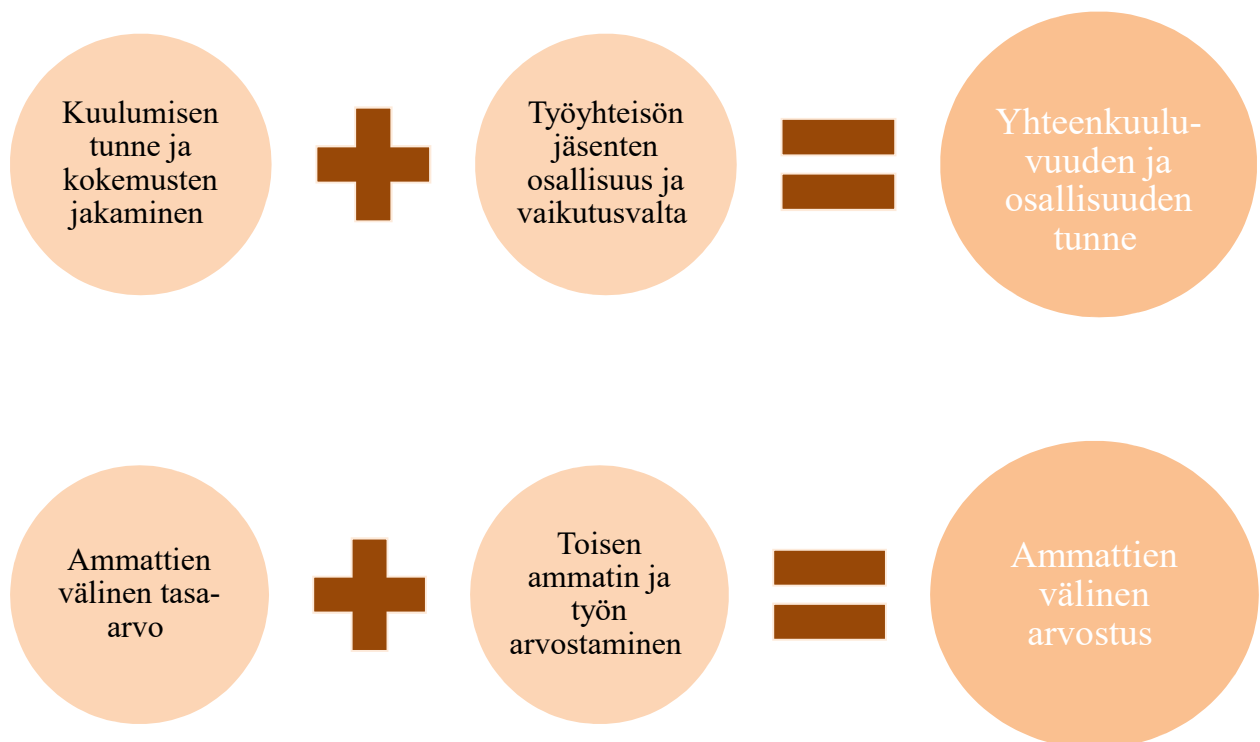 Kuulumisen
tunne ja
kokemusten
jakaminen
Työyhteisön
jäsenten
osallisuus ja
vaikutusvalta
Yhteenkuulu-
vuuden ja
osallisuuden
tunne
Ammattien
välinen tasa-
arvo
Toisen
ammatin ja
työn
arvostaminen
Ammattien
välinen
arvostus